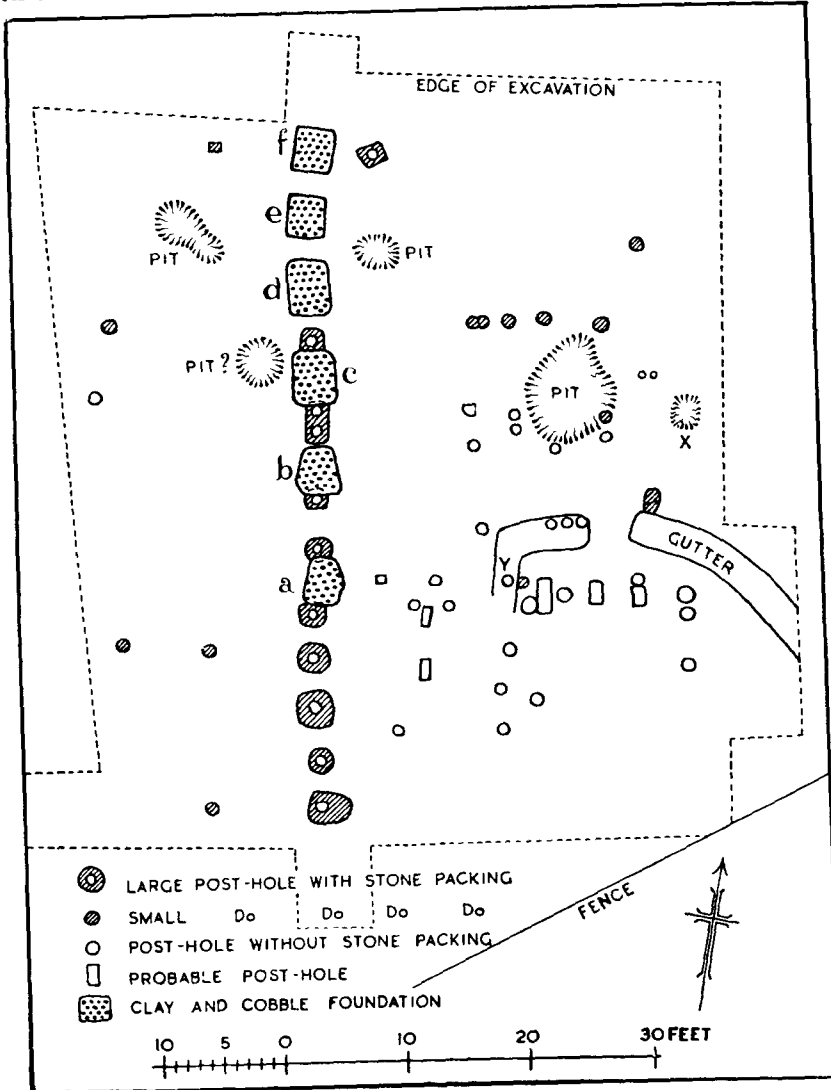 EDGE OF EXCAVATION
f
e
PIT
PIT
d
PIT?
c
PIT
X
b
GUTTER
Y
a
LARGE POST-HOLE WITH STONE PACKING
SMALL Do Do Do Do
POST-HOLE WITHOUT STONE PACKING
PROBABLE POST-HOLE
CLAY AND COBBLE FOUNDATION
FENCE
10 5 0 10 20 30 FEET